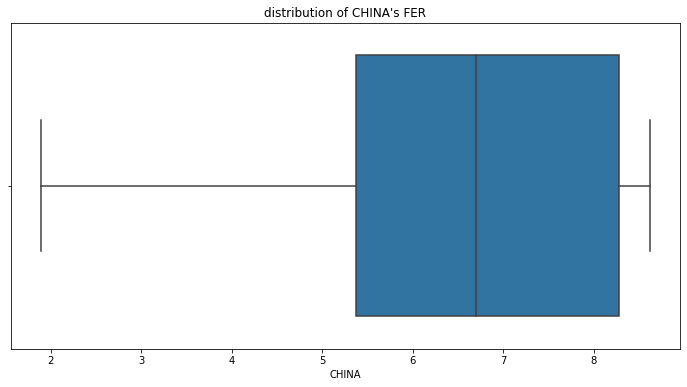 distribution of CHINA's FER
2 3 4 5 6 7 8
CHINA